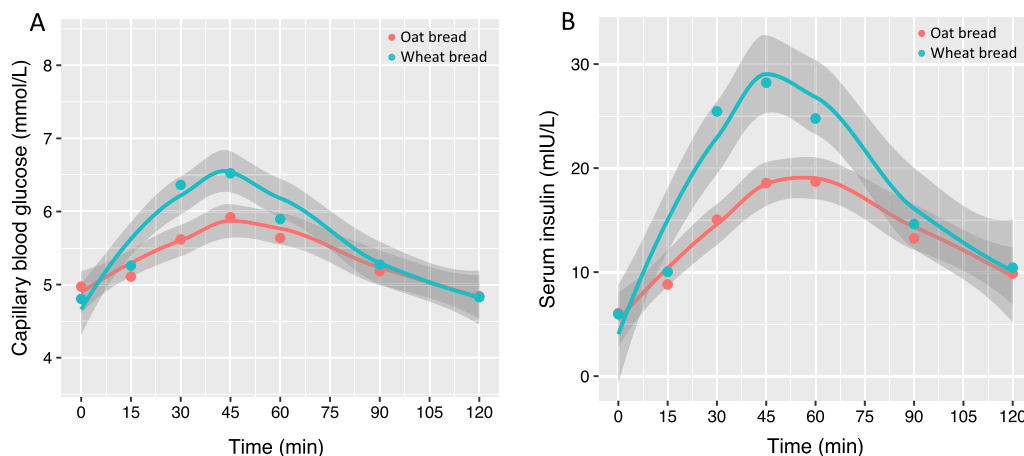 A
Oat bread
Wheat bread
Capillary blood glucose (mmol/L)
8
7
6
5
4
0 15 30 45 60 75 90 105 120
Time (min)
B
Oat bread
Wheat bread
Serum insulin (mIU/L)
30
20
10
0
0 15 30 45 60 75 90 105 120
Time (min)